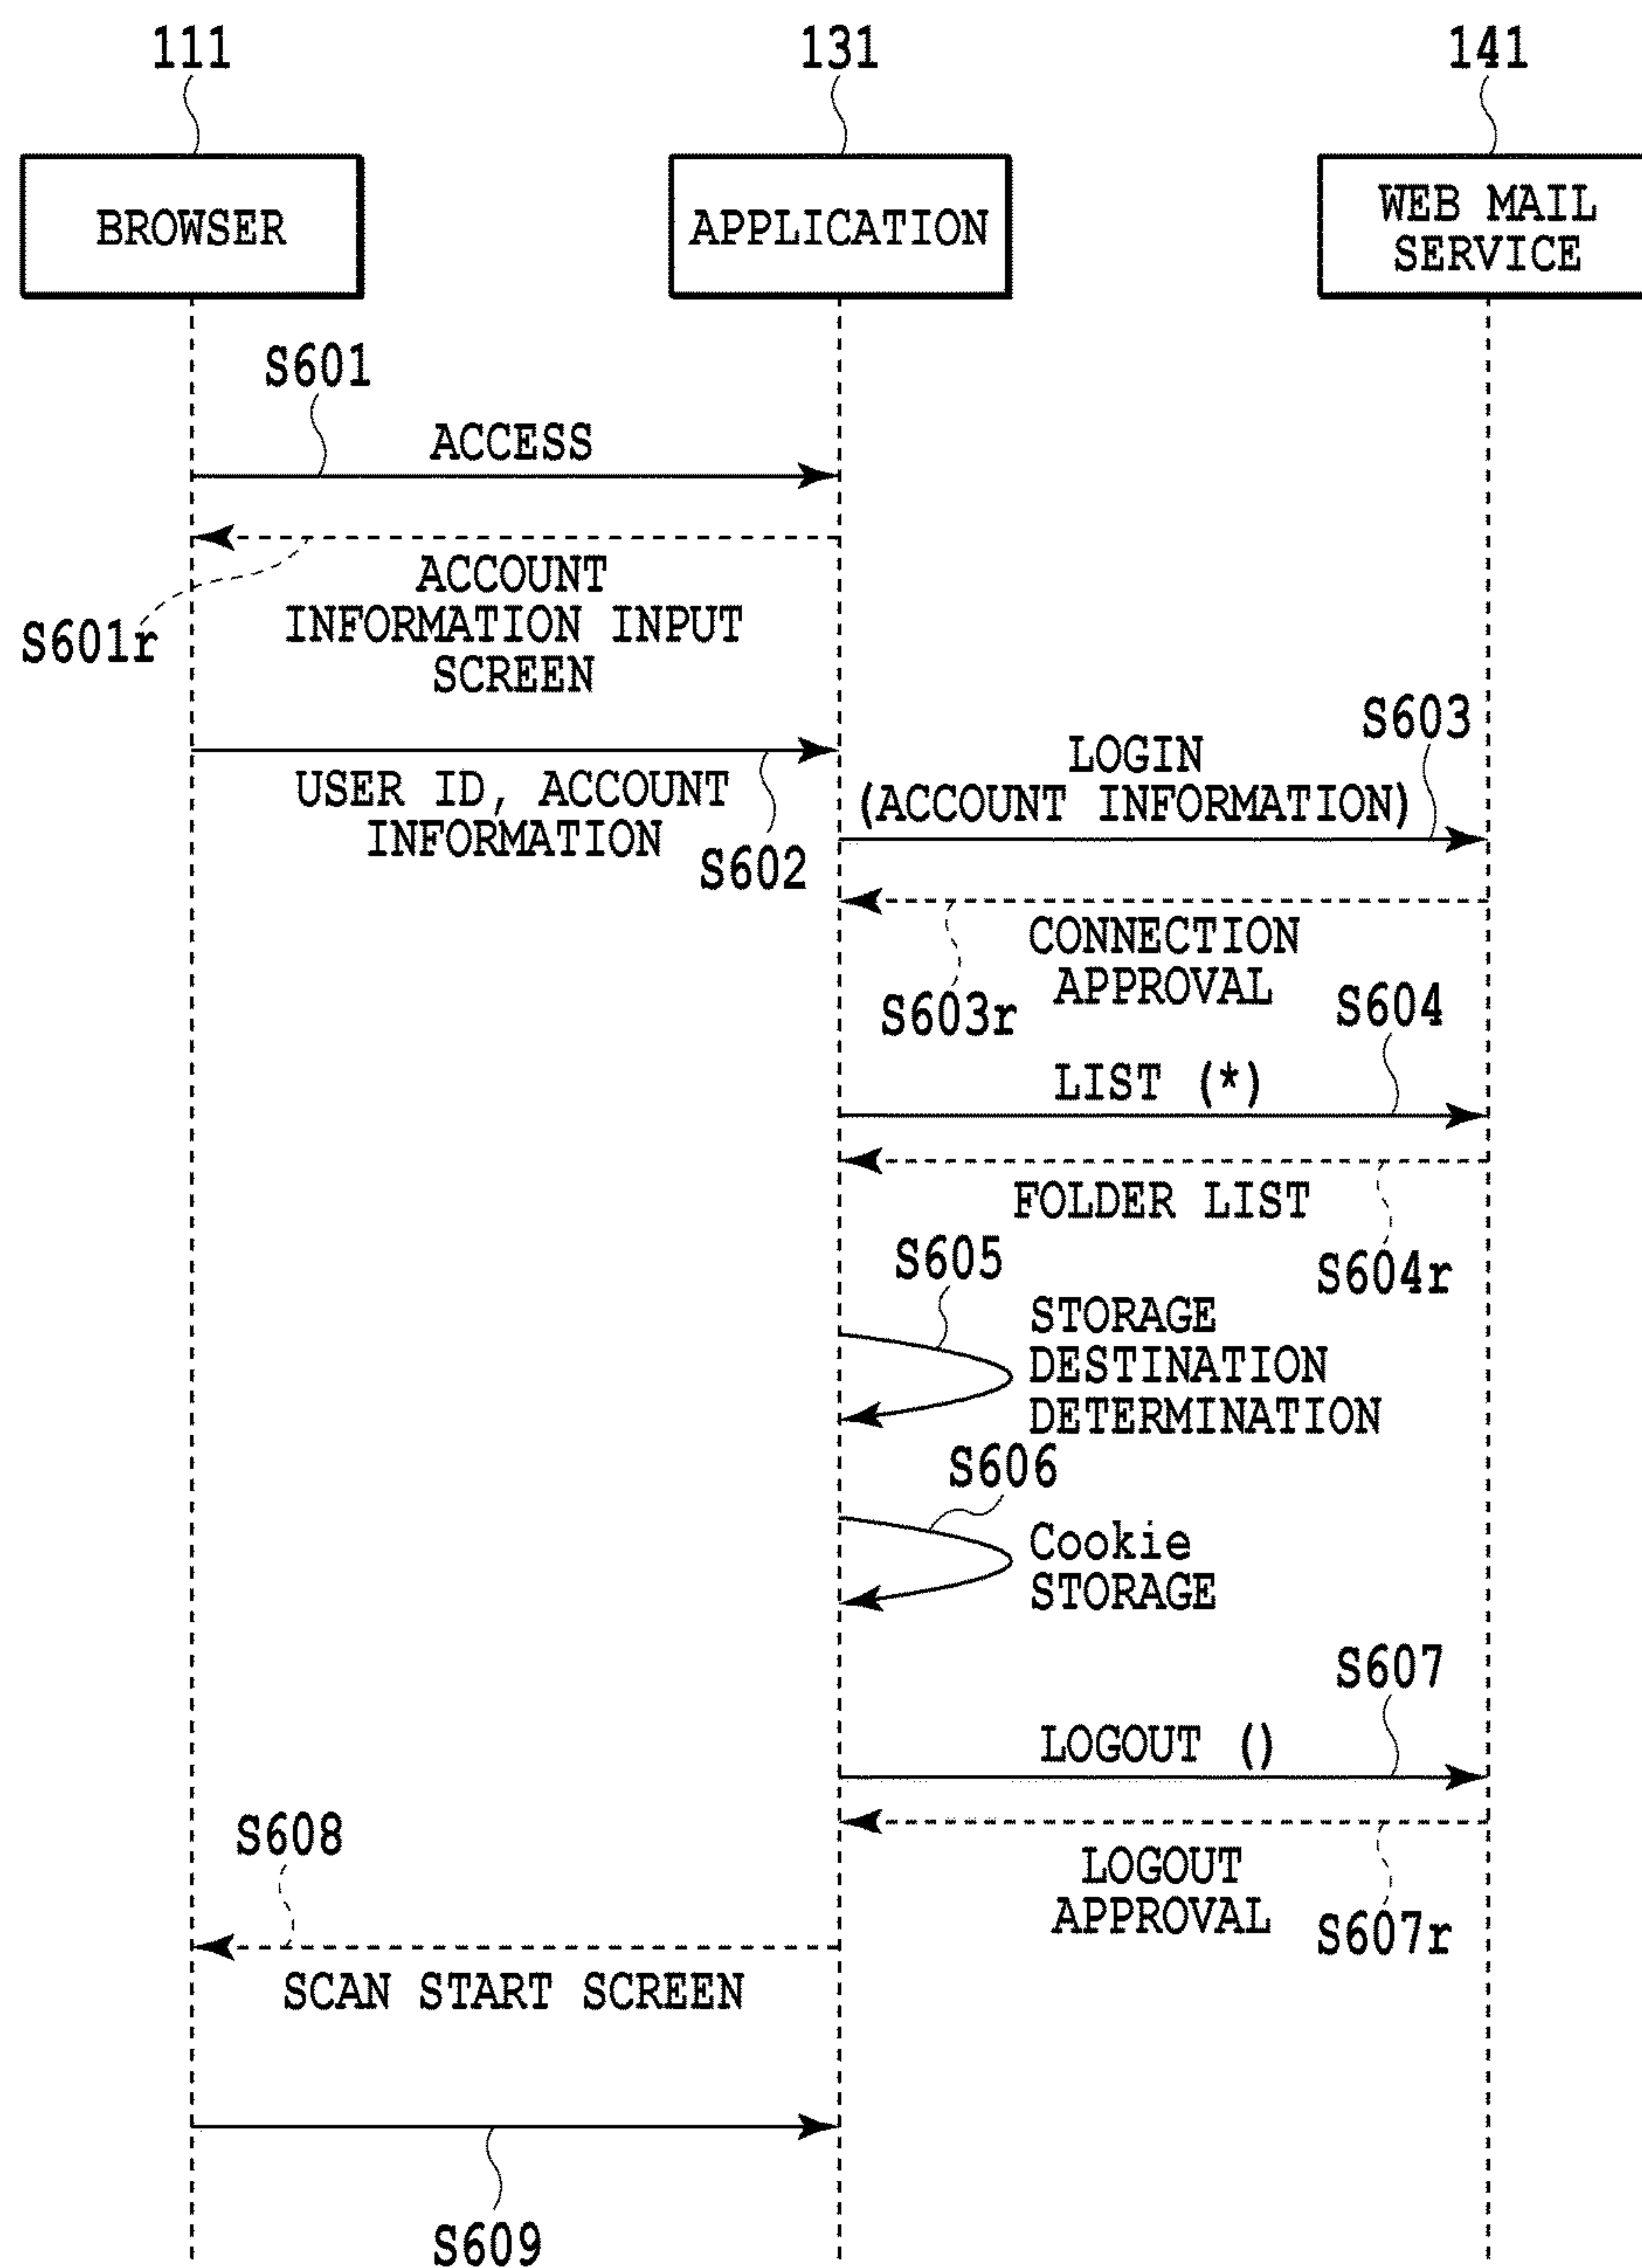 111
131
141
BROWSER
APPLICATION
WEB MAIL
SERVICE
S601
ACCESS
ACCOUNT
INFORMATION INPUT
SCREEN
S601r
S603
LOGIN
(ACCOUNT INFORMATION)
USER ID, ACCOUNT
INFORMATION
S602
CONNECTION
APPROVAL
S603r
S604
LIST (*)
FOLDER LIST
S604r
S605
STORAGE
DESTINATION
DETERMINATION
S606
Cookie
STORAGE
S607
LOGOUT ()
LOGOUT
APPROVAL
S607r
S608
SCAN START SCREEN
S609